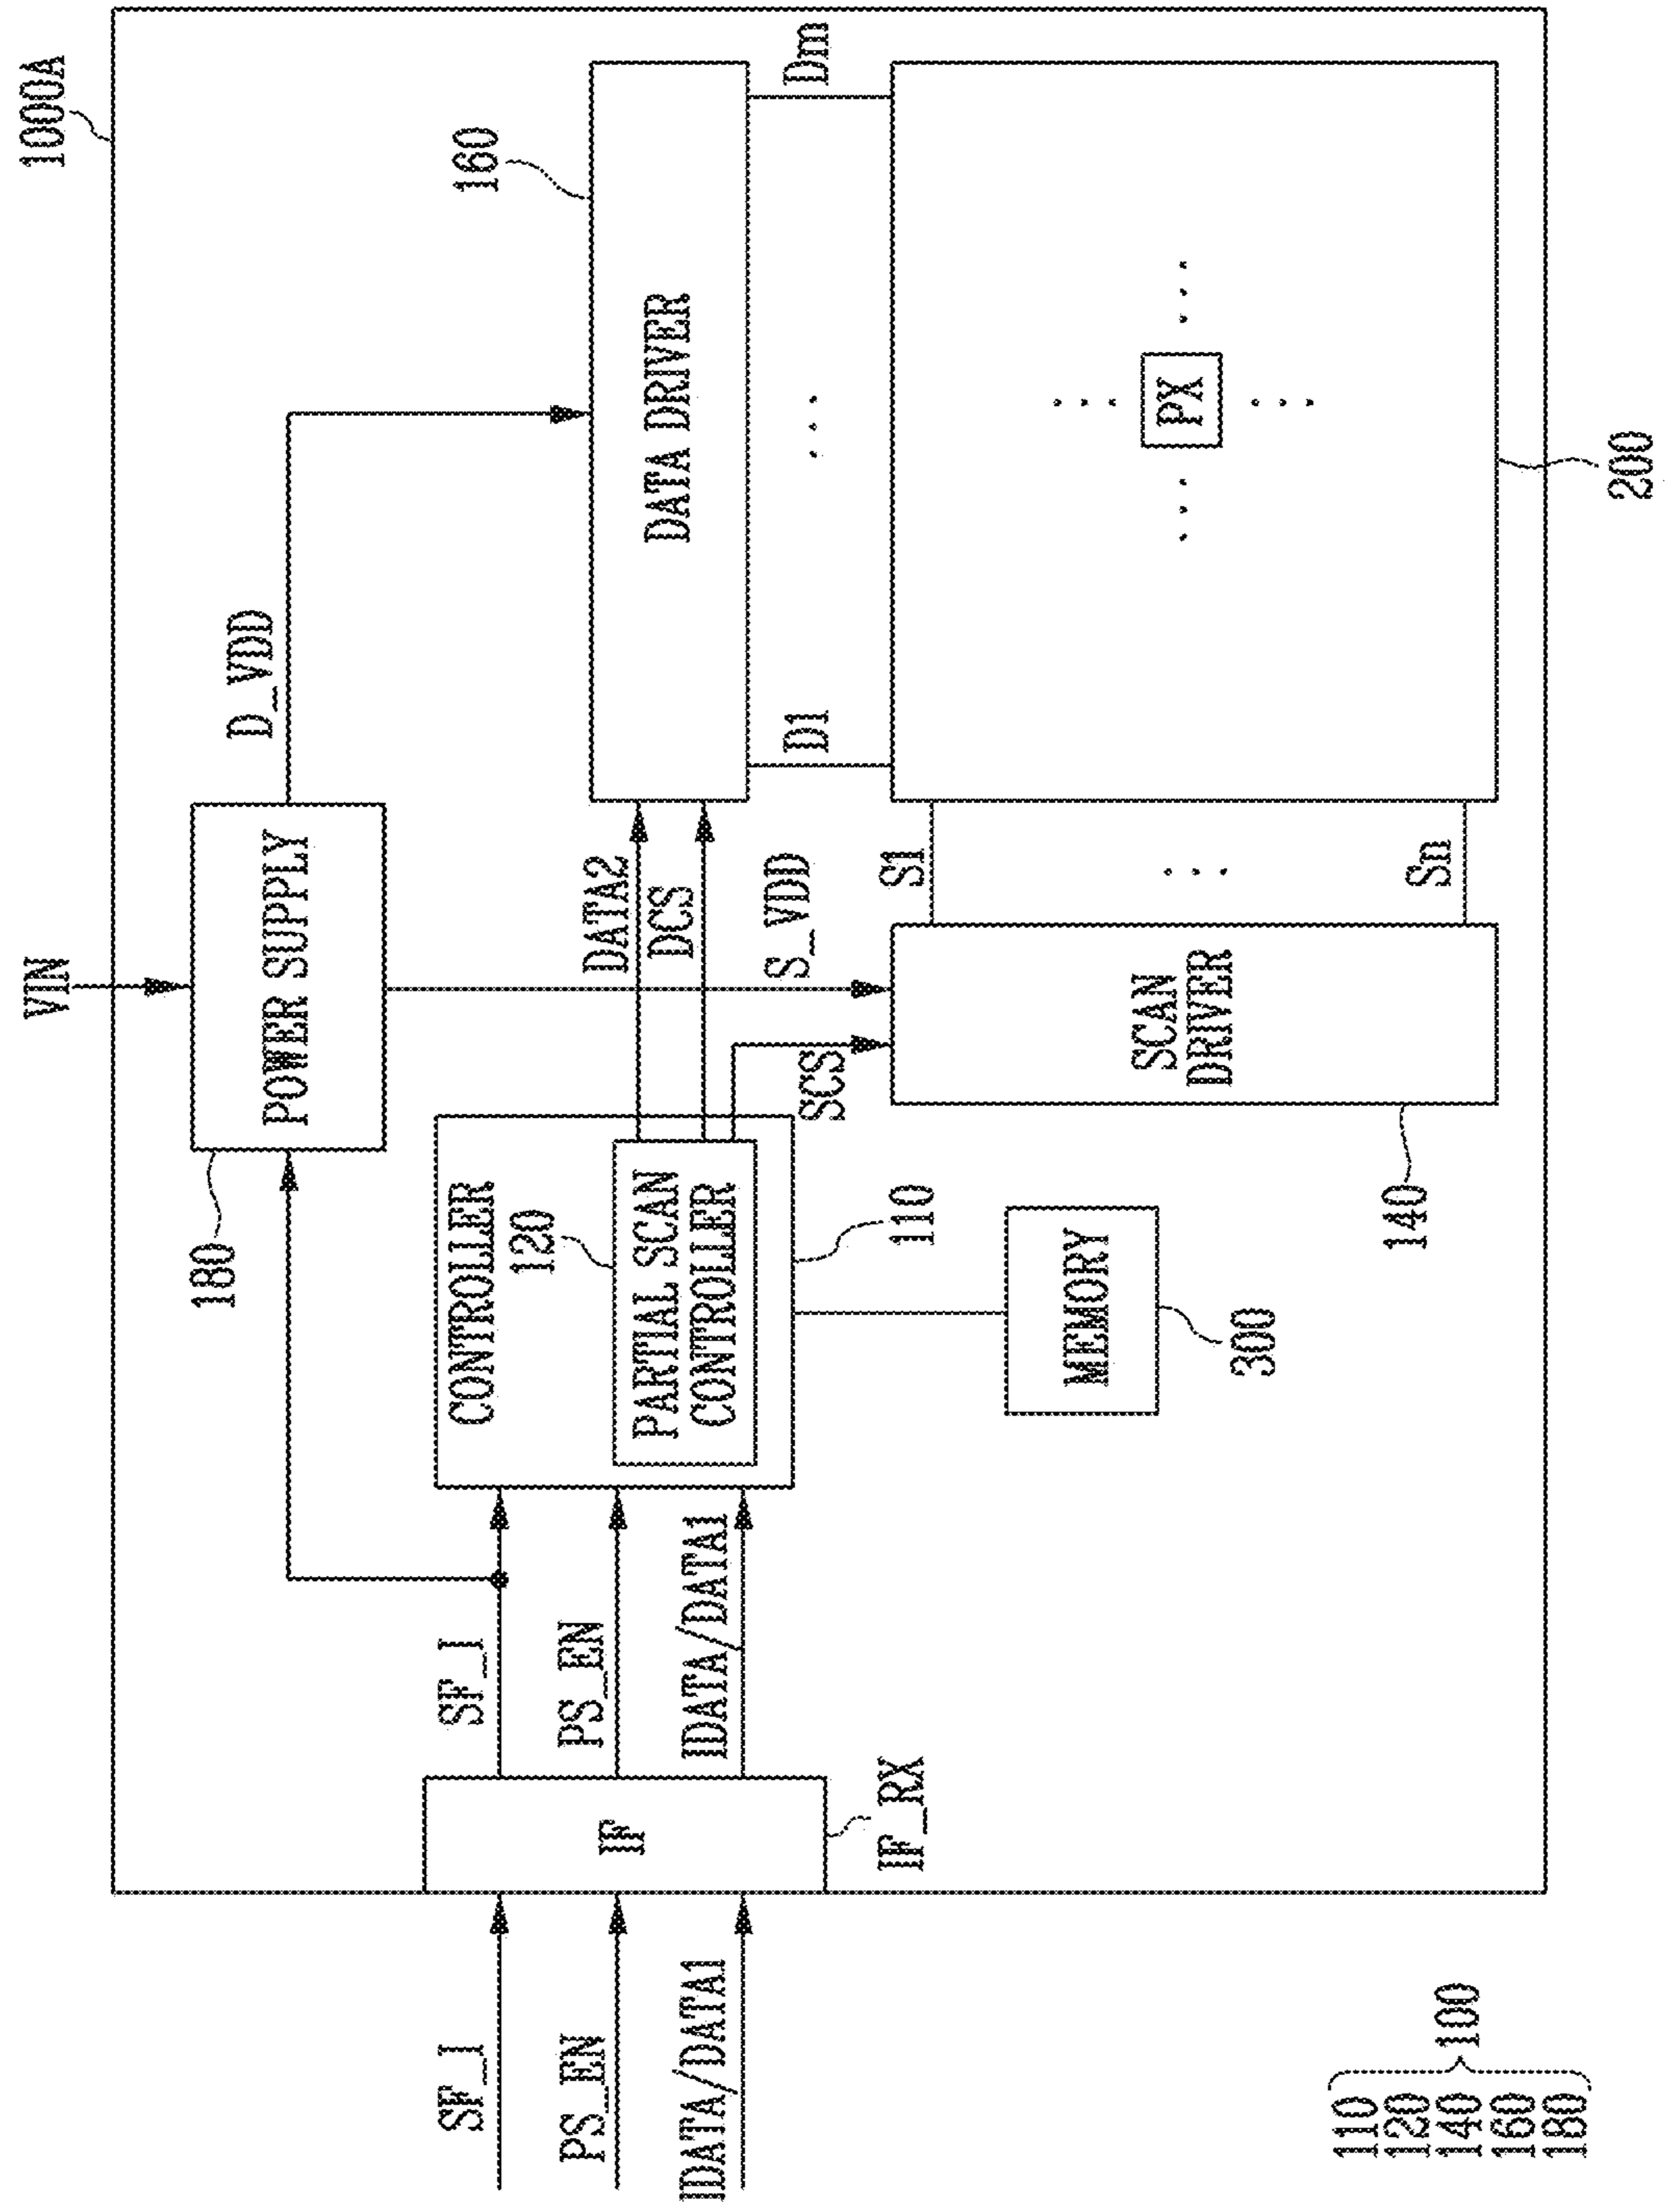 1000A
VIN
POWER SUPPLY
180
D_VDD
160
DATA DRIVER
SF_I
PS_EN
IDATA/DATA1
IF
IF_RX
SF_I
PS_EN
IDATA/DATA1
CONTROLLER
120
PARTIAL SCAN
CONTROLLER
110
DATA2
DCS
S_VDD
SCS
D1
...
Dm
MEMORY
300
SCAN
DRIVER
140
S1
...
Sn
PX
200
110
120
140
160
180
100